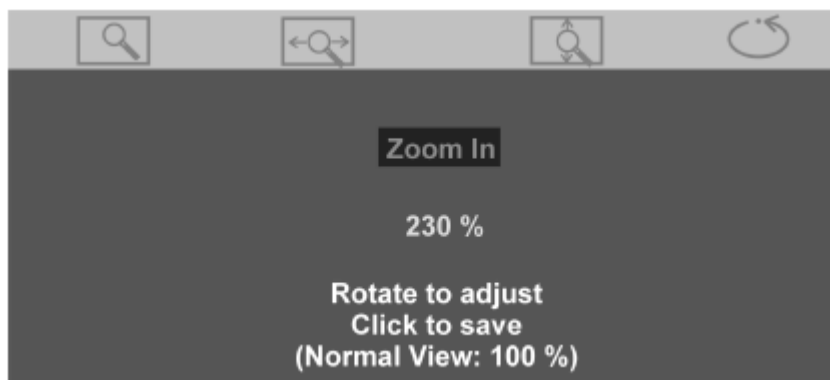 Zoom In
230 %
Rotate to adjust
Click to save
(Normal View: 100 %)